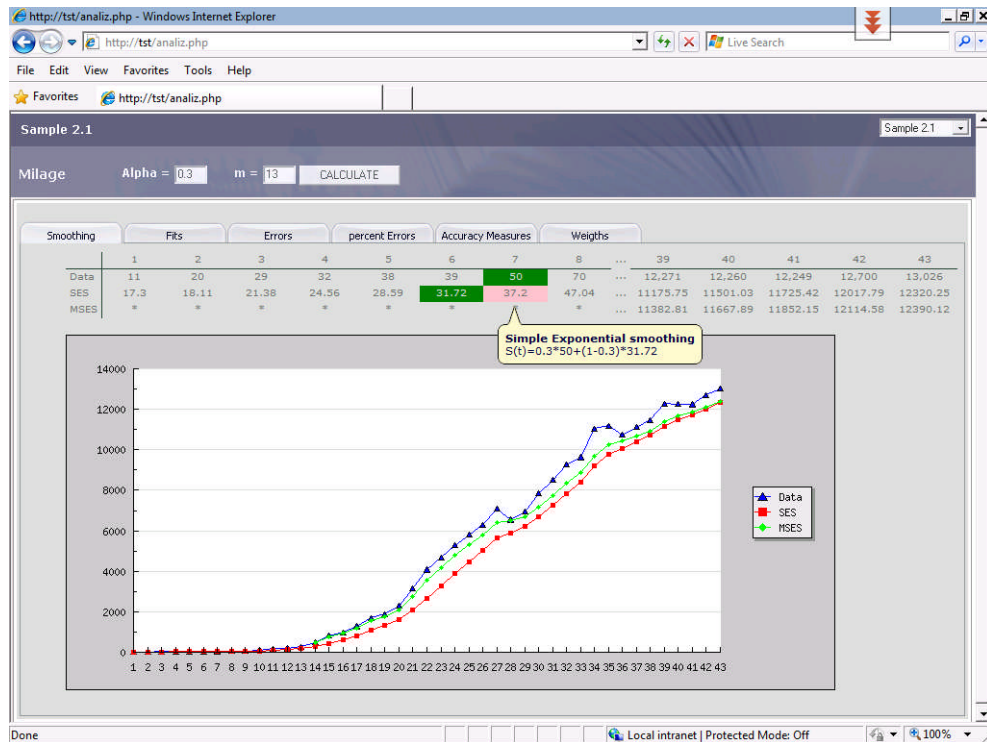 http://tst/analiz.php - Windows Internet Explorer
http://tst/analiz.php
Live Search
File Edit View Favorites Tools Help
Favorites http://tst/analiz.php
Sample 2.1 Sample 2.1
Milage Alpha = 0.3 m = 13 CALCULATE
Smoothing Fits Errors percent Errors Accuracy Measures Weigths
1 2 3 4 5 6 7 8 ... 39 40 41 42 43
Data 11 20 29 32 38 39 50 70 ... 12,271 12,260 12,249 12,700 13,026
SES 17.3 18.11 21.38 24.56 28.59 31.72 37.2 47.04 ... 11175.75 11501.03 11725.42 12017.79 12320.25
MSES * * * * * * * * ... 11382.81 11667.89 11852.15 12114.58 12390.12
Simple Exponential smoothing
S(t)=0.3*50+(1-0.3)*31.72
14000
12000
10000
8000
6000
4000
2000
0
1 2 3 4 5 6 7 8 9 10 11 12 13 14 15 16 17 18 19 20 21 22 23 24 25 26 27 28 29 30 31 32 33 34 35 36 37 38 39 40 41 42 43
Data
SES
MSES
Done Local intranet | Protected Mode: Off 100%